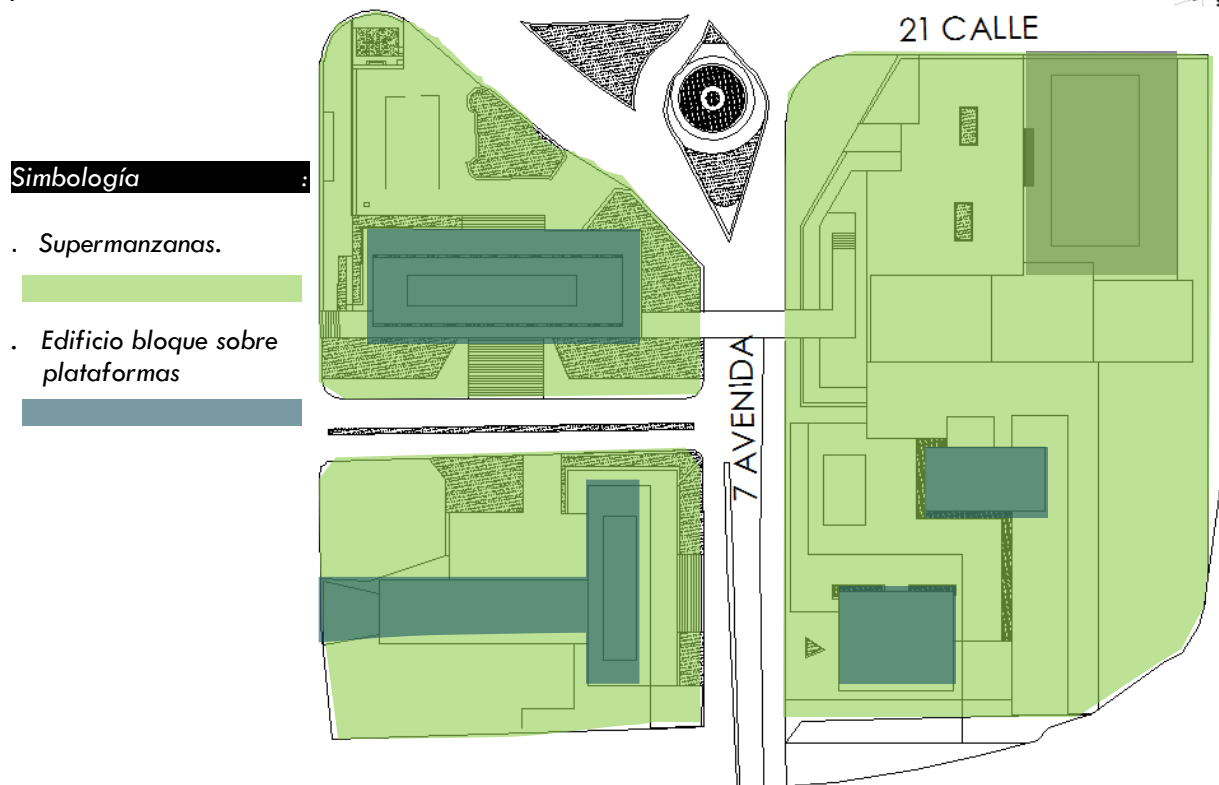 21 CALLE
Simbología :
. Supermanzanas.
. Edificio bloque sobre
plataformas
7 AVENIDA